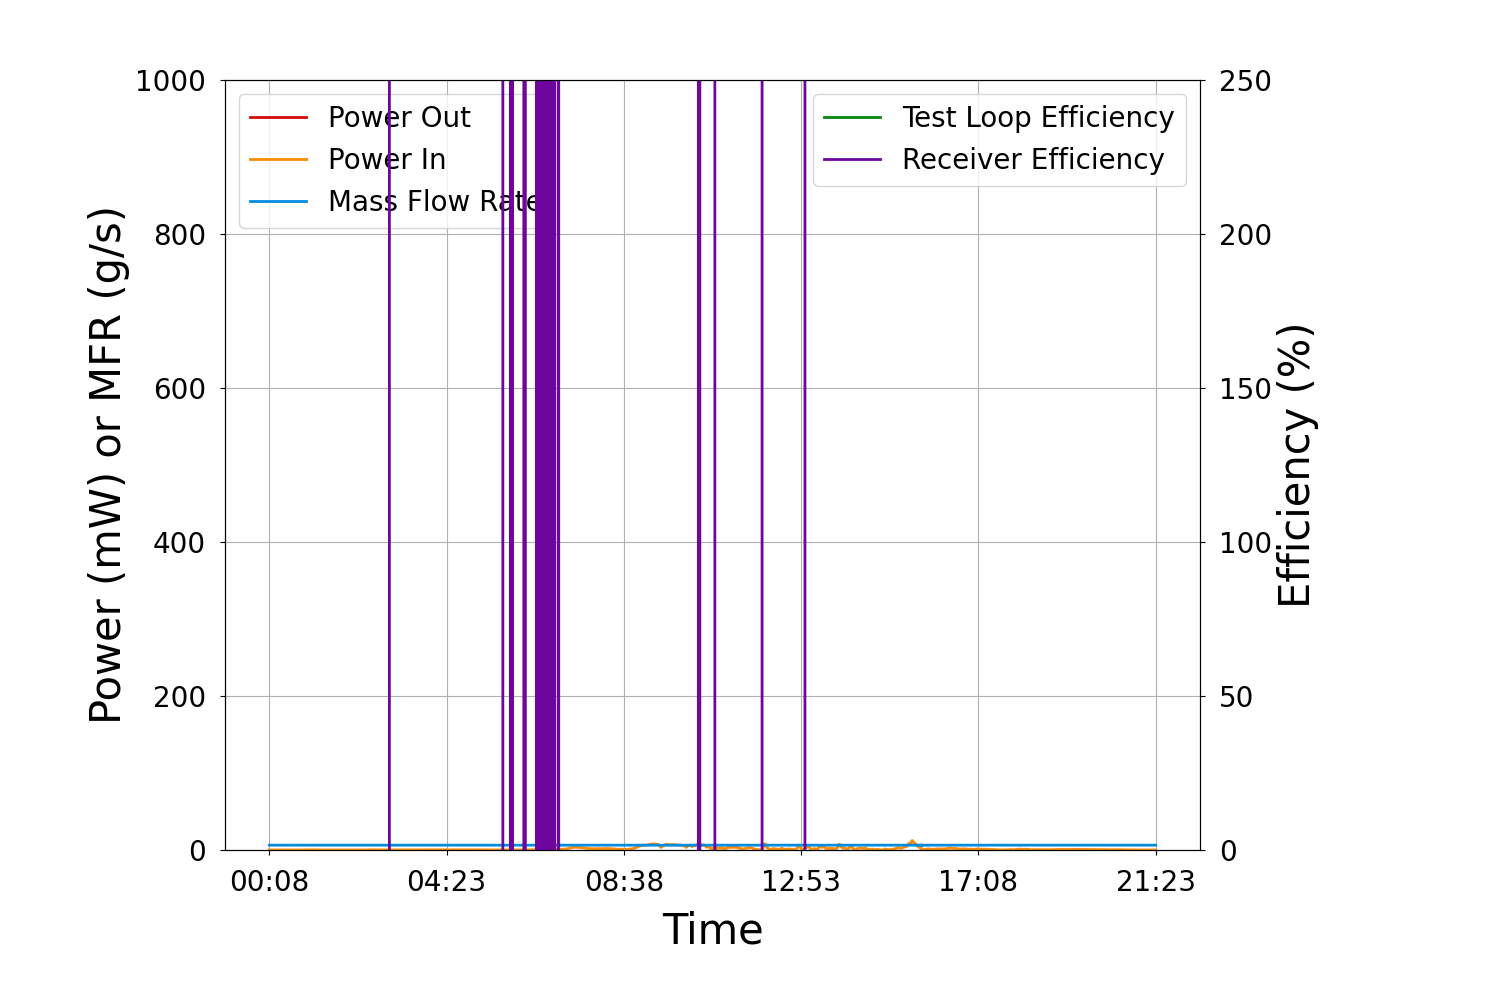 1000
800
600
400
200
0
Power (mW) or MFR (g/s)
Power Out
Power In
Mass Flow Rate
Test Loop Efficiency
Receiver Efficiency
250
200
150
100
50
0
Efficiency (%)
00:08 04:23 08:38 12:53 17:08 21:23
Time